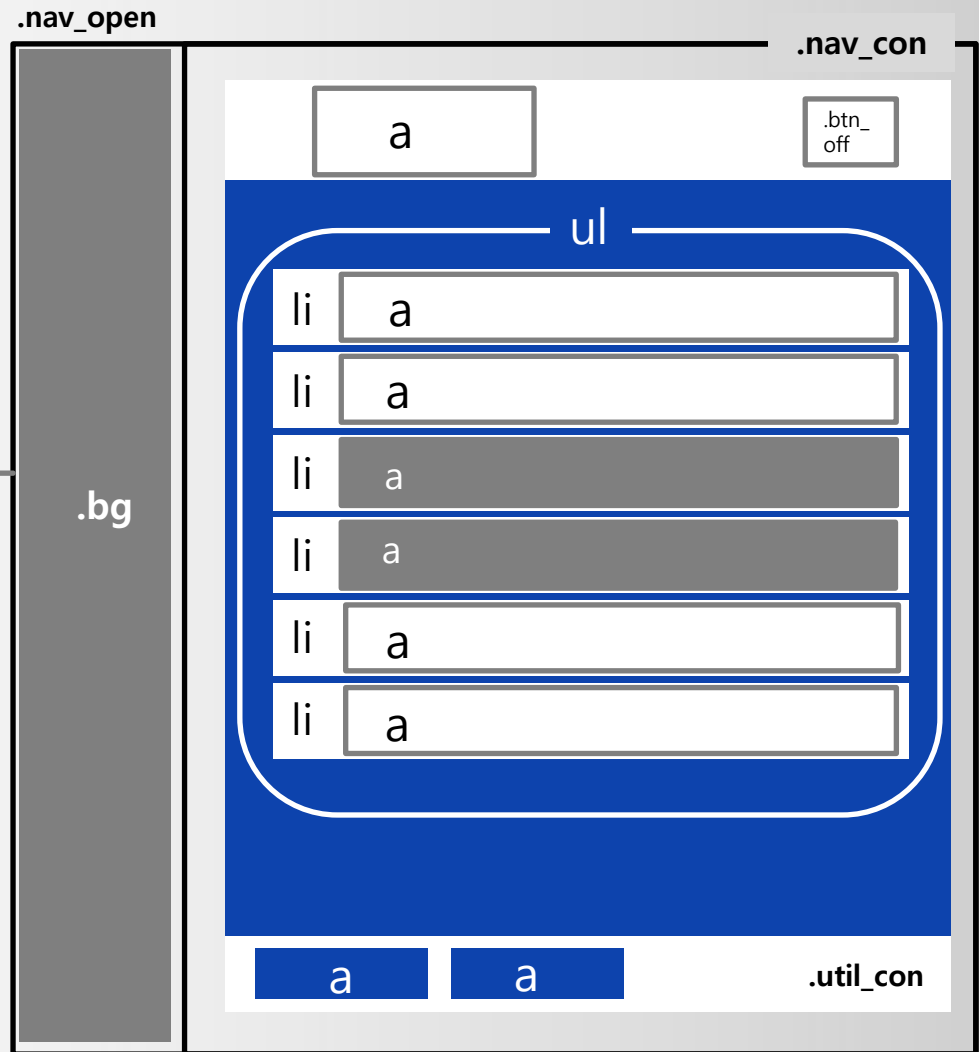 .nav_open
.nav_con
a
.btn_
off
ul
li a
li a
li a
li a
li a
li a
.bg
a a .util_con